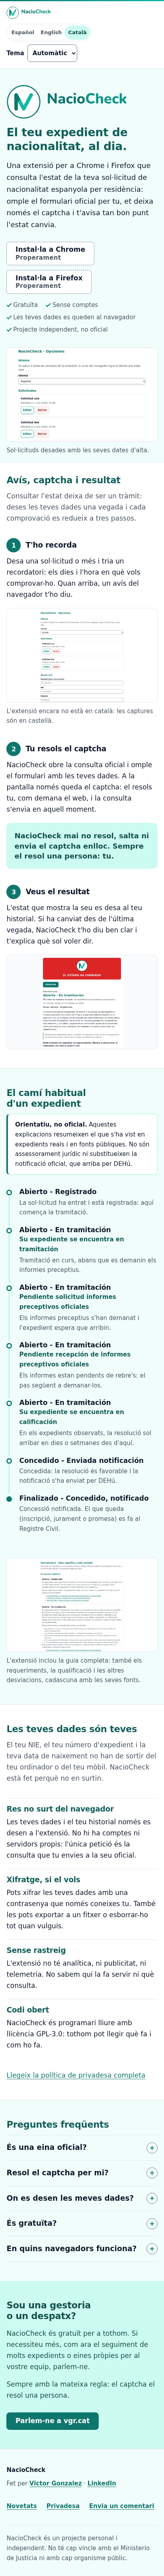 NacioCheck
Español English Català
Tema Automàtic
NacioCheck
El teu expedient de
nacionalitat, al dia.
Una extensió per a Chrome i Firefox que
consulta l'estat de la teva sol·licitud de
nacionalitat espanyola per residència:
omple el formulari oficial per tu, et deixa
només el captcha i t'avisa tan bon punt
l'estat canvia.
Instal·la a Chrome
Properament
Instal·la a Firefox
Properament
Gratuïta Sense comptes
Les teves dades es queden al navegador
Projecte independent, no oficial
NacioCheck · Opciones
Sol·licituds desades amb les seves dates d'alta.
Avís, captcha i resultat
Consultar l'estat deixa de ser un tràmit:
deses les teves dades una vegada i cada
comprovació es redueix a tres passos.
1 T'ho recorda
Desa una sol·licitud o més i tria un
recordatori: els dies i l'hora en què vols
comprovar-ho. Quan arriba, un avís del
navegador t'ho diu.
L'extensió encara no està en català: les captures
són en castellà.
2 Tu resols el captcha
NacioCheck obre la consulta oficial i omple
el formulari amb les teves dades. A la
pantalla només queda el captcha: el resols
tu, com demana el web, i la consulta
s'envia en aquell moment.
NacioCheck mai no resol, salta ni
envia el captcha enlloc. Sempre
el resol una persona: tu.
3 Veus el resultat
L'estat que mostra la seu es desa al teu
historial. Si ha canviat des de l'última
vegada, NacioCheck t'ho diu ben clar i
t'explica què sol voler dir.
EL ESTADO HA CAMBIADO
Abierto - En tramitación
El camí habitual
d'un expedient
Orientatiu, no oficial. Aquestes
explicacions resumeixen el que s'ha vist en
expedients reals i en fonts públiques. No són
assessorament jurídic ni substitueixen la
notificació oficial, que arriba per DEHú.
Abierto - Registrado
La sol·licitud ha entrat i està registrada: aquí
comença la tramitació.
Abierto - En tramitación
Su expediente se encuentra en
tramitación
Tramitació en curs, abans que es demanin els
informes preceptius.
Abierto - En tramitación
Pendiente solicitud informes
preceptivos oficiales
Els informes preceptius s'han demanat i
l'expedient espera que arribin.
Abierto - En tramitación
Pendiente recepción de informes
preceptivos oficiales
Els informes estan pendents de rebre's: el
pas següent a demanar-los.
Abierto - En tramitación
Su expediente se encuentra en
calificación
En els expedients observats, la resolució sol
arribar en dies o setmanes des d'aquí.
Concedido - Enviada notificación
Concedida: la resolució és favorable i la
notificació s'ha enviat per DEHú.
Finalizado - Concedido, notificado
Concessió notificada. El que queda
(inscripció, jurament o promesa) es fa al
Registre Civil.
L'extensió inclou la guia completa: també els
requeriments, la qualificació i les altres
desviacions, cadascuna amb les seves fonts.
Les teves dades són teves
El teu NIE, el teu número d'expedient i la
teva data de naixement no han de sortir del
teu ordinador o del teu mòbil. NacioCheck
està fet perquè no en surtin.
Res no surt del navegador
Les teves dades i el teu historial només es
desen a l'extensió. No hi ha comptes ni
servidors propis: l'única petició és la
consulta que tu envies a la seu oficial.
Xifratge, si el vols
Pots xifrar les teves dades amb una
contrasenya que només coneixes tu. També
les pots exportar a un fitxer o esborrar-ho
tot quan vulguis.
Sense rastreig
L'extensió no té analítica, ni publicitat, ni
telemetria. No sabem qui la fa servir ni què
consulta.
Codi obert
NacioCheck és programari lliure amb
llicència GPL-3.0: tothom pot llegir què fa i
com ho fa.
Llegeix la política de privadesa completa
Preguntes freqüents
És una eina oficial?
Resol el captcha per mi?
On es desen les meves dades?
És gratuïta?
En quins navegadors funciona?
Sou una gestoria
o un despatx?
NacioCheck és gratuït per a tothom. Si
necessiteu més, com ara el seguiment de
molts expedients o eines pròpies per al
vostre equip, parlem-ne.
Sempre amb la mateixa regla: el captcha el
resol una persona.
Parlem-ne a vgr.cat
NacioCheck
Fet per Victor Gonzalez · LinkedIn
Novetats Privadesa Envia un comentari
NacioCheck és un projecte personal i
independent. No té cap vincle amb el Ministerio
de Justicia ni amb cap organisme públic.